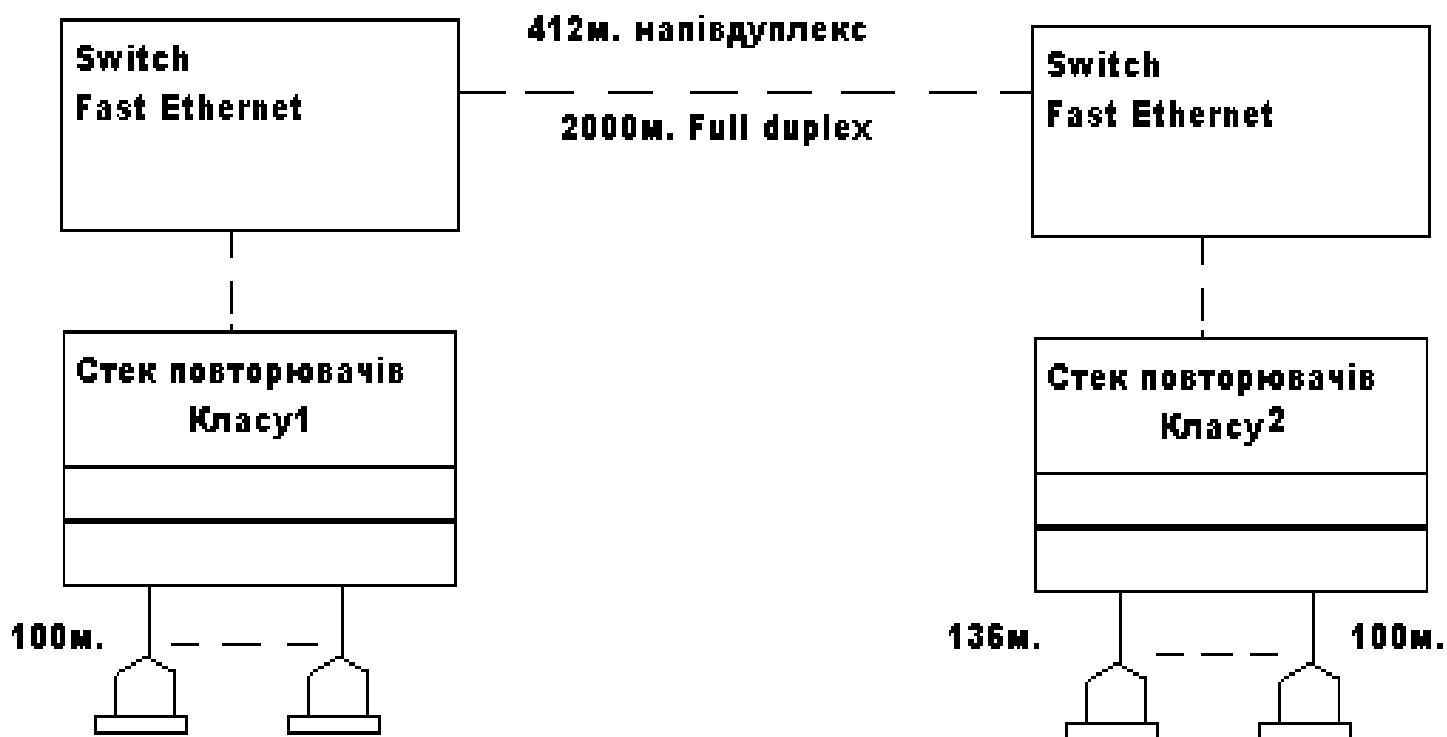 Switch
Fast Ethernet
412м. напівдуплекс
2000м. Full duplex
Switch
Fast Ethernet
Стек повторювачів
Класу1
Стек повторювачів
Класу2
100м.
136м.
100м.